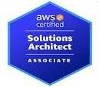 aws
certified
Solutions
Architect
ASSOCIATE